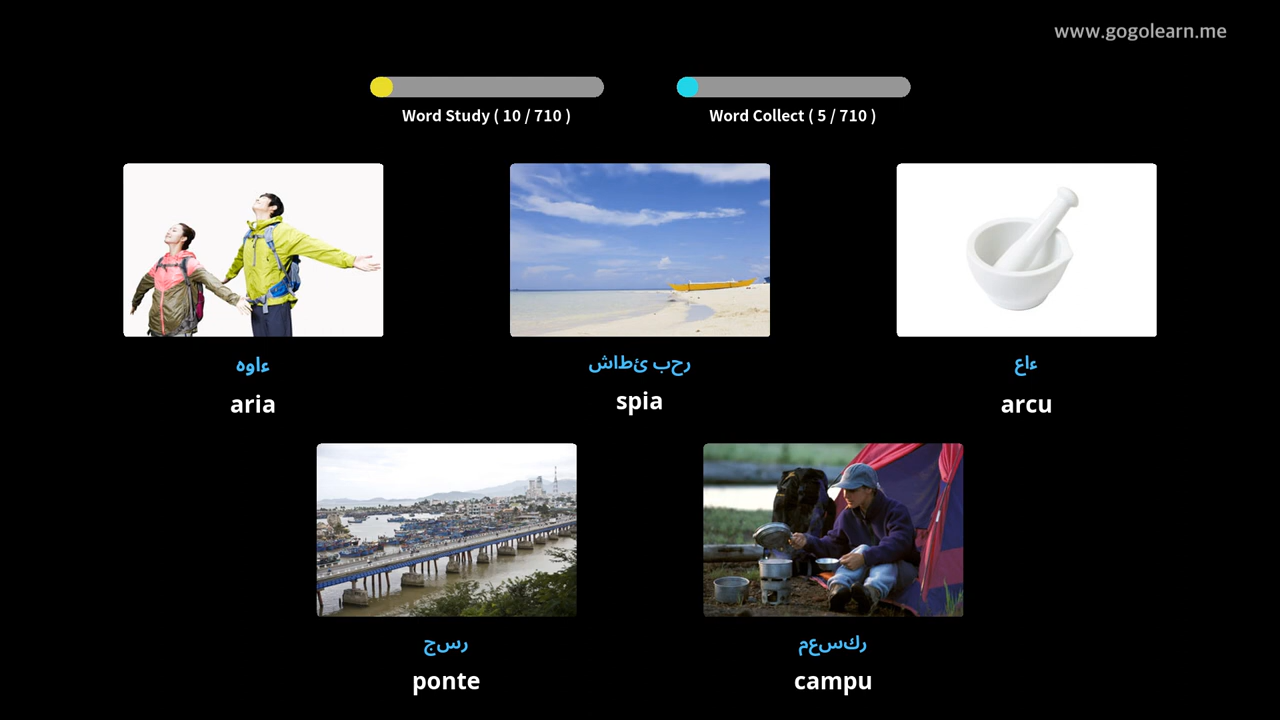 www.gogolearn.me
Word Study ( 10 / 710 )
Word Collect ( 5 / 710 )
ءاوه
aria
رحب ئطاش
spia
ءاع
arcu
رسج
ponte
ركسعم
campu